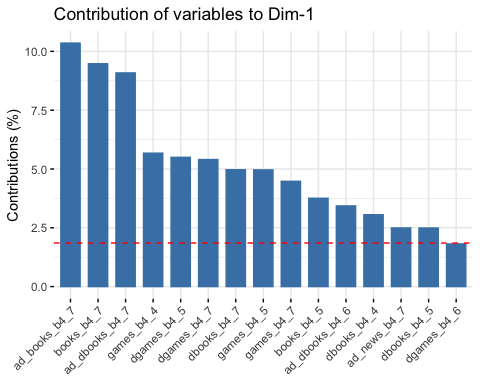 Contribution of variables to Dim-1
Contributions (%)
10.0
7.5
5.0
2.5
0.0
ad_books_b4_7
books_b4_7
ad_dbooks_b4_7
games_b4_4
dgames_b4_5
dgames_b4_7
dbooks_b4_7
games_b4_5
games_b4_7
books_b4_5
ad_dbooks_b4_6
dbooks_b4_4
ad_news_b4_7
dbooks_b4_5
dgames_b4_6